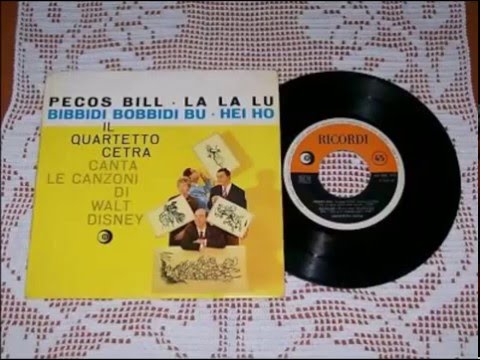 PECOS BILL · LA LA LU
BIBBIDI BOBBIDI BU · HEI HO
IL
QUARTETTO
CETRA
CANTA
LE CANZONI
DI
WALT
DISNEY
RICORDI
45